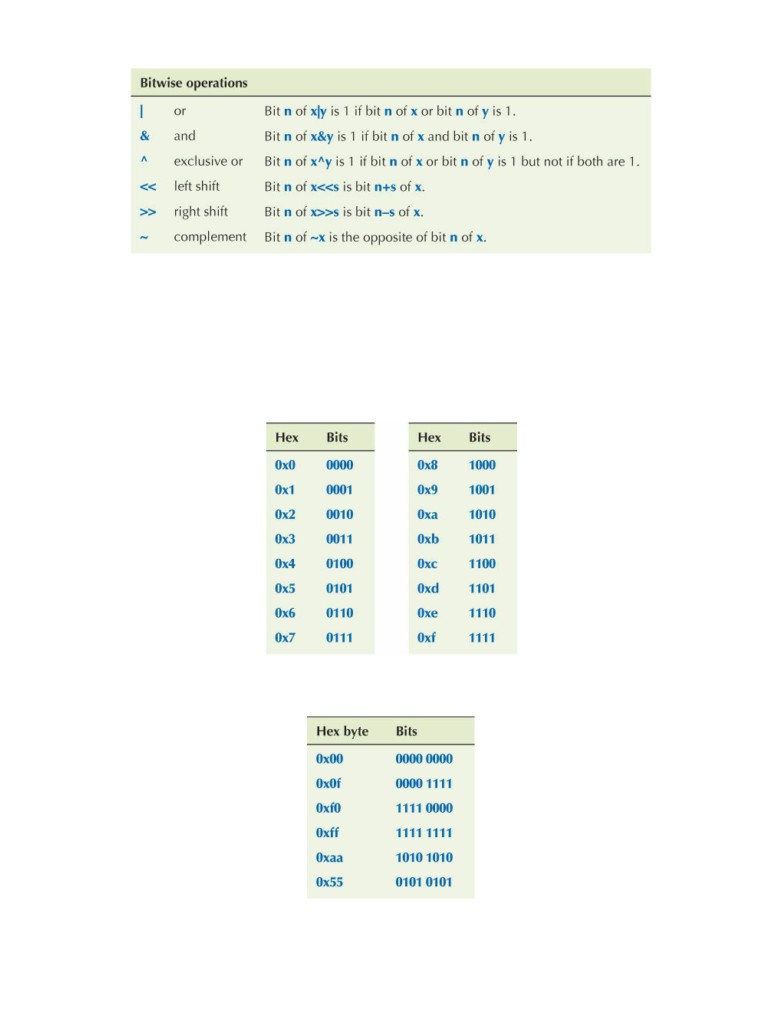 Bitwise operations
| or Bit n of x|y is 1 if bit n of x or bit n of y is 1.
& and Bit n of x&y is 1 if bit n of x and bit n of y is 1.
^ exclusive or Bit n of x^y is 1 if bit n of x or bit n of y is 1 but not if both are 1.
<< left shift Bit n of x<<s is bit n+s of x.
>> right shift Bit n of x>>s is bit n–s of x.
~ complement Bit n of ~x is the opposite of bit n of x.
Hex Bits Hex Bits
0x0 0000 0x8 1000
0x1 0001 0x9 1001
0x2 0010 0xa 1010
0x3 0011 0xb 1011
0x4 0100 0xc 1100
0x5 0101 0xd 1101
0x6 0110 0xe 1110
0x7 0111 0xf 1111
Hex byte Bits
0x00 0000 0000
0x0f 0000 1111
0xf0 1111 0000
0xff 1111 1111
0xaa 1010 1010
0x55 0101 0101